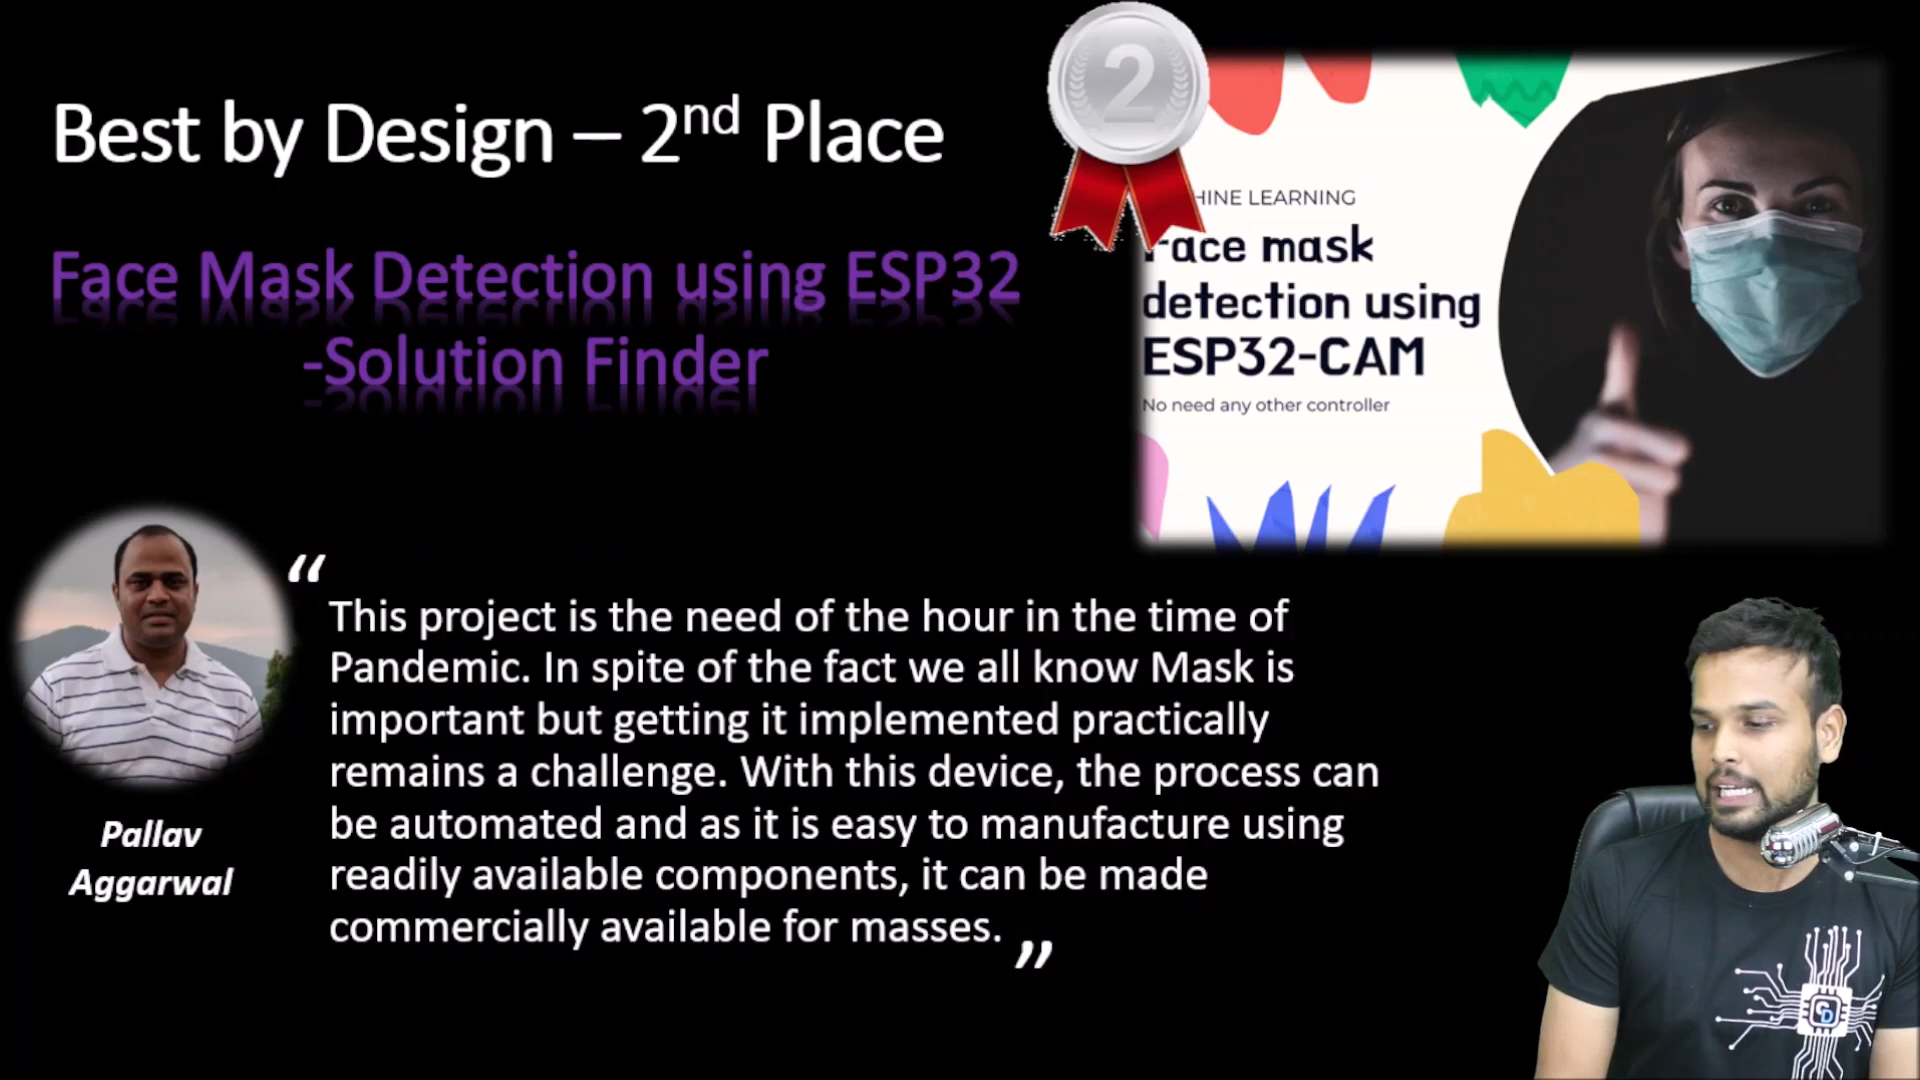 Best by Design – 2nd Place
2
Face Mask Detection using ESP32
-Solution Finder
LEARNING
Face mask
detection using
ESP32-CAM
No need any other controller
“
This project is the need of the hour in the time of
Pandemic. In spite of the fact we all know Mask is
important but getting it implemented practically
remains a challenge. With this device, the process can
be automated and as it is easy to manufacture using
readily available components, it can be made
commercially available for masses.
”
Pallav
Aggarwal
CD